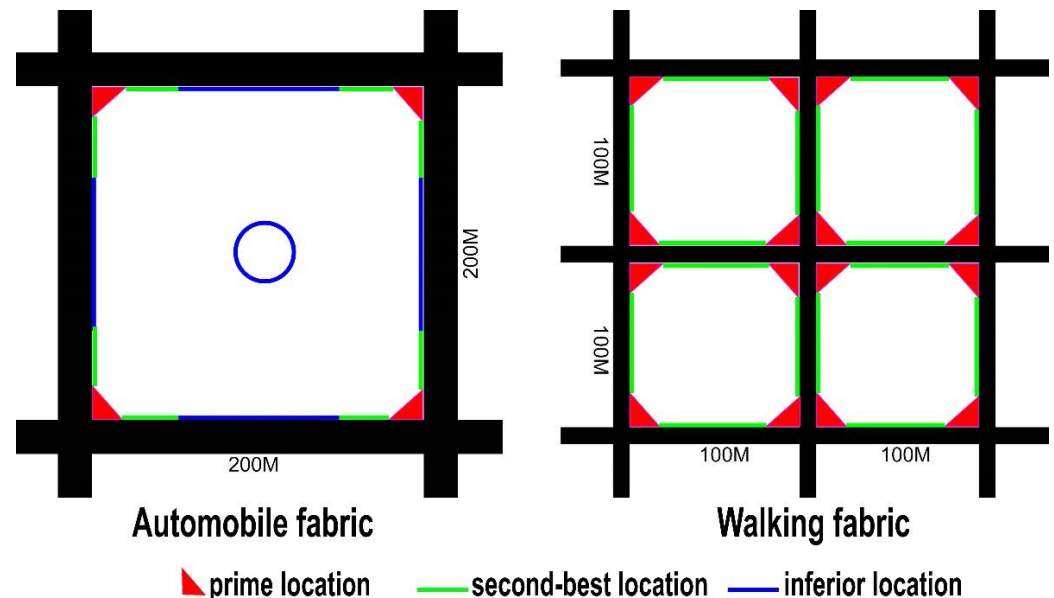 100M
200M
100M
200M
100M
100M
Automobile fabric
Walking fabric
prime location
second-best location
inferior location